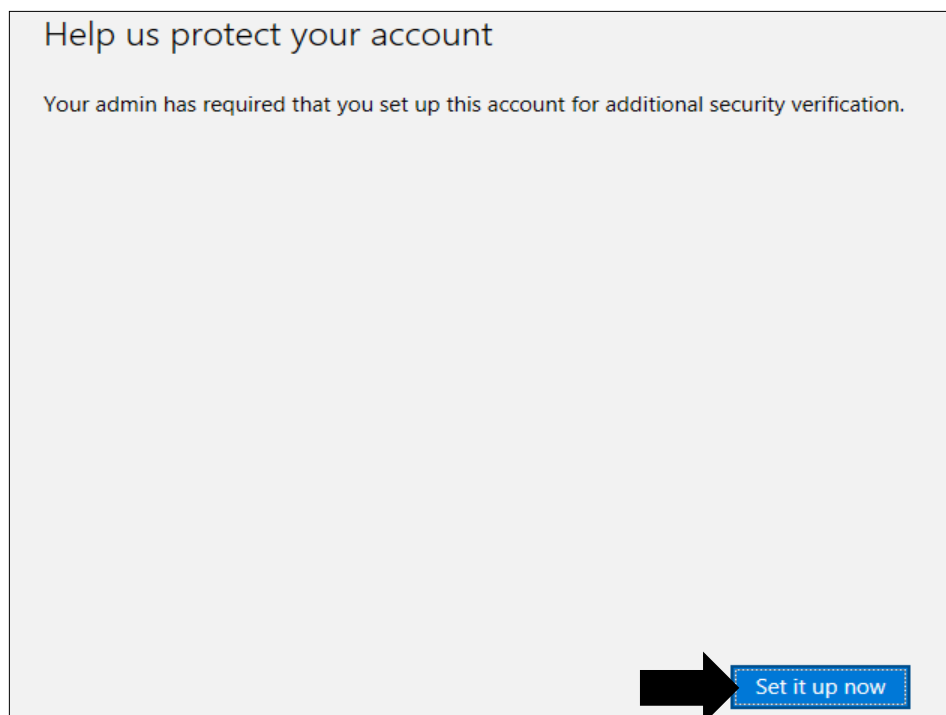 Help us protect your account
Your admin has required that you set up this account for additional security verification.
Set it up now